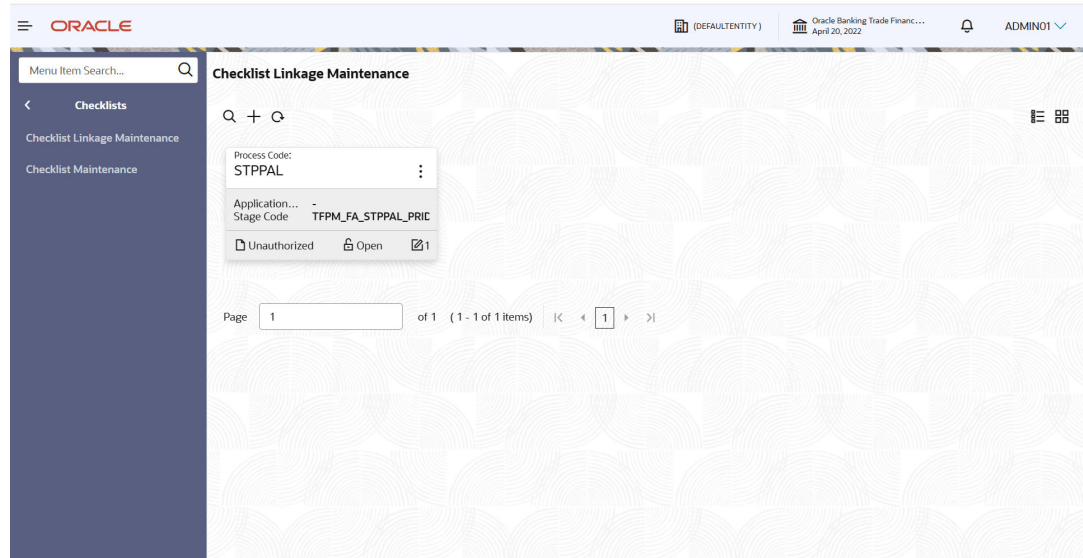 ORACLE
(DEFAULTENTITY)
Oracle Banking Trade Financ...
April 20, 2022
ADMIN01
Menu Item Search...
Checklists
Checklist Linkage Maintenance
Checklist Maintenance
Checklist Linkage Maintenance
Process Code:
STPPAL
Application... -
Stage Code TFPM_FA_STPPAL_PRID
Unauthorized Open 1
Page 1 of 1 (1 - 1 of 1 items) 1